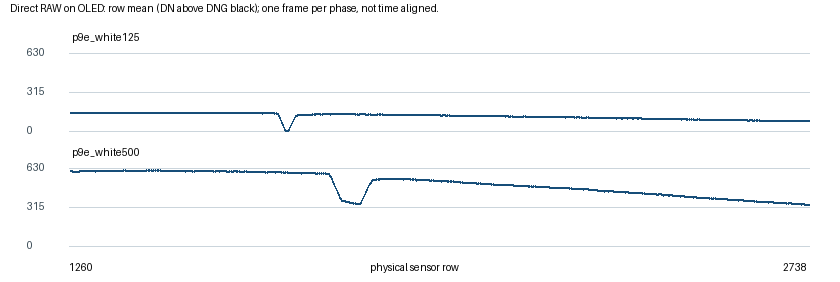 Direct RAW on OLED: row mean (DN above DNG black); one frame per phase, not time aligned.
p9e_white125
630
315
0
p9e_white500
630
315
0
1260 physical sensor row 2738